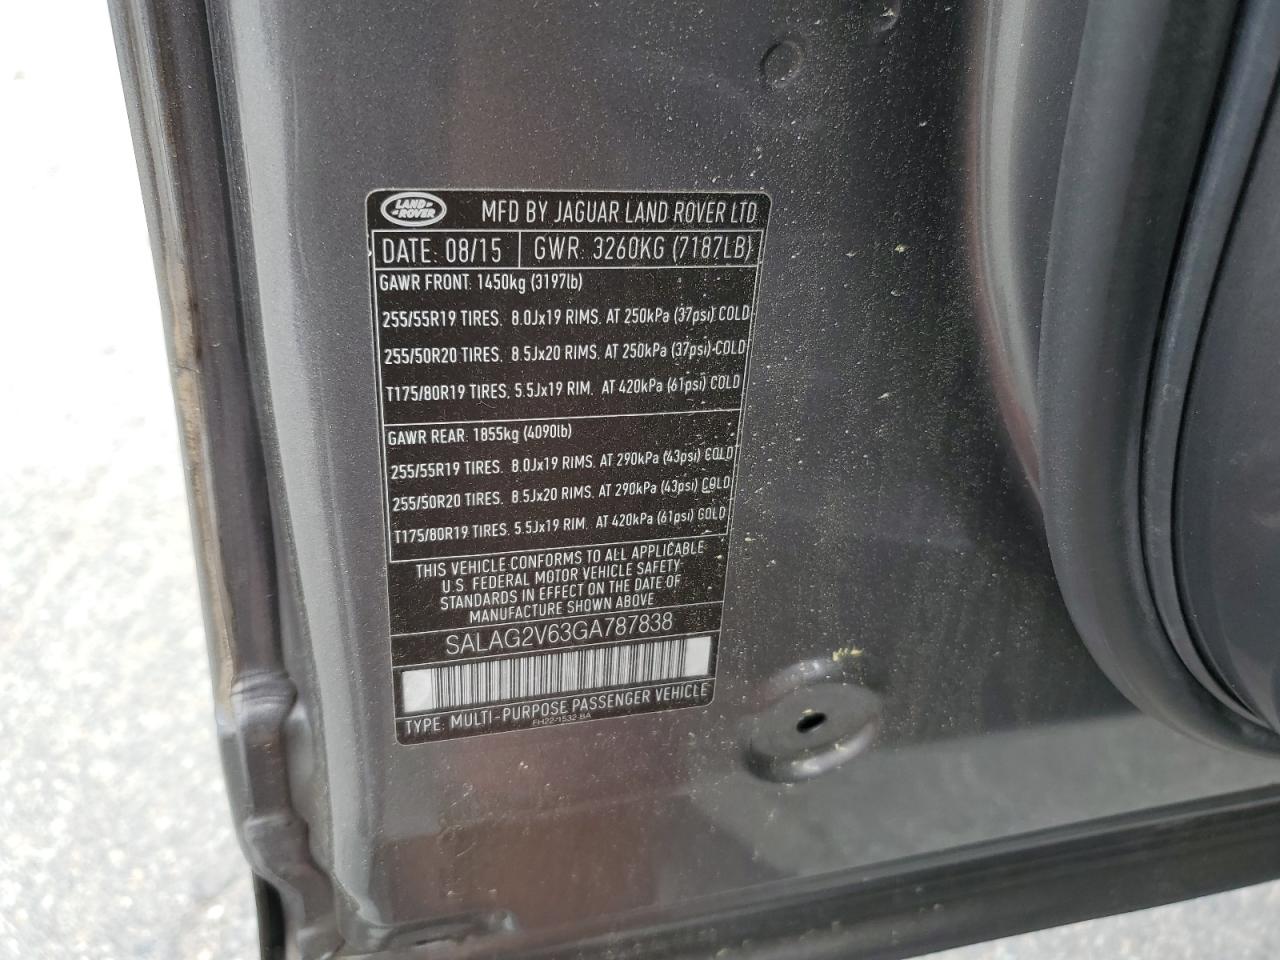 LAND-
-ROVER
MFD BY JAGUAR LAND ROVER LTD
DATE: 08/15 GWR: 3260KG (7187LB)
GAWR FRONT: 1450kg (3197lb)
255/55R19 TIRES. 8.0Jx19 RIMS. AT 250kPa (37psi) COLD
255/50R20 TIRES. 8.5Jx20 RIMS. AT 250kPa (37psi) COLD
T175/80R19 TIRES. 5.5Jx19 RIM. AT 420kPa (61psi) COLD
GAWR REAR: 1855kg (4090lb)
255/55R19 TIRES. 8.0Jx19 RIMS. AT 290kPa (43psi) COLD
255/50R20 TIRES. 8.5Jx20 RIMS. AT 290kPa (43psi) COLD
T175/80R19 TIRES. 5.5Jx19 RIM. AT 420kPa (61psi) COLD
THIS VEHICLE CONFORMS TO ALL APPLICABLE
U.S. FEDERAL MOTOR VEHICLE SAFETY
STANDARDS IN EFFECT ON THE DATE OF
MANUFACTURE SHOWN ABOVE
SALAG2V63GA787838
TYPE: MULTI-PURPOSE PASSENGER VEHICLE
FH22-1532-BA